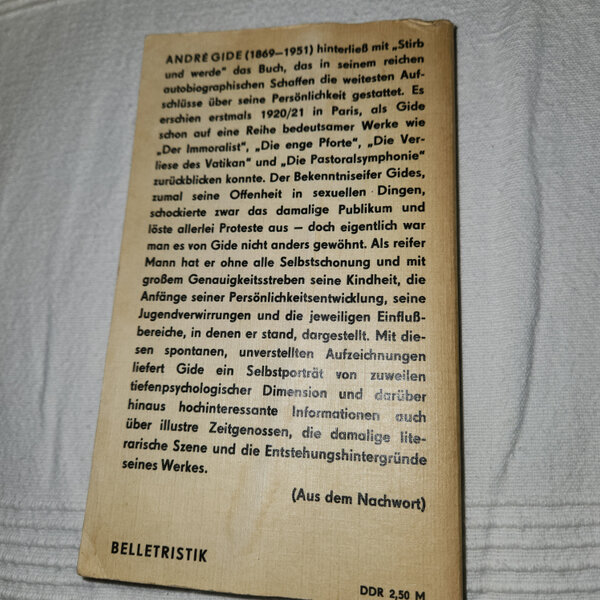 ANDRÉ GIDE (1869–1951) hinterließ mit „Stirb
und werde“ das Buch, das in seinem reichen
autobiographischen Schaffen die weitesten Auf-
schlüsse über seine Persönlichkeit gestattet. Es
erschien erstmals 1920/21 in Paris, als Gide
schon auf eine Reihe bedeutsamer Werke wie
„Der Immoralist“, „Die enge Pforte“, „Die Ver-
liese des Vatikan“ und „Die Pastoralsymphonie“
zurückblicken konnte. Der Bekenntniseifer Gides,
zumal seine Offenheit in sexuellen Dingen,
schockierte zwar das damalige Publikum und
löste allerlei Proteste aus – doch eigentlich war
man es von Gide nicht anders gewöhnt. Als reifer
Mann hat er ohne alle Selbstschonung und mit
großem Genauigkeitsstreben seine Kindheit, die
Anfänge seiner Persönlichkeitsentwicklung, seine
Jugendverwirrungen und die jeweiligen Einfluß-
bereiche, in denen er stand, dargestellt. Mit die-
sen spontanen, unverstellten Aufzeichnungen
liefert Gide ein Selbstporträt von zuweilen
tiefenpsychologischer Dimension und darüber
hinaus hochinteressante Informationen auch
über illustre Zeitgenossen, die damalige lite-
rarische Szene und die Entstehungshintergründe
seines Werkes.
(Aus dem Nachwort)
BELLETRISTIK
DDR 2,50 M